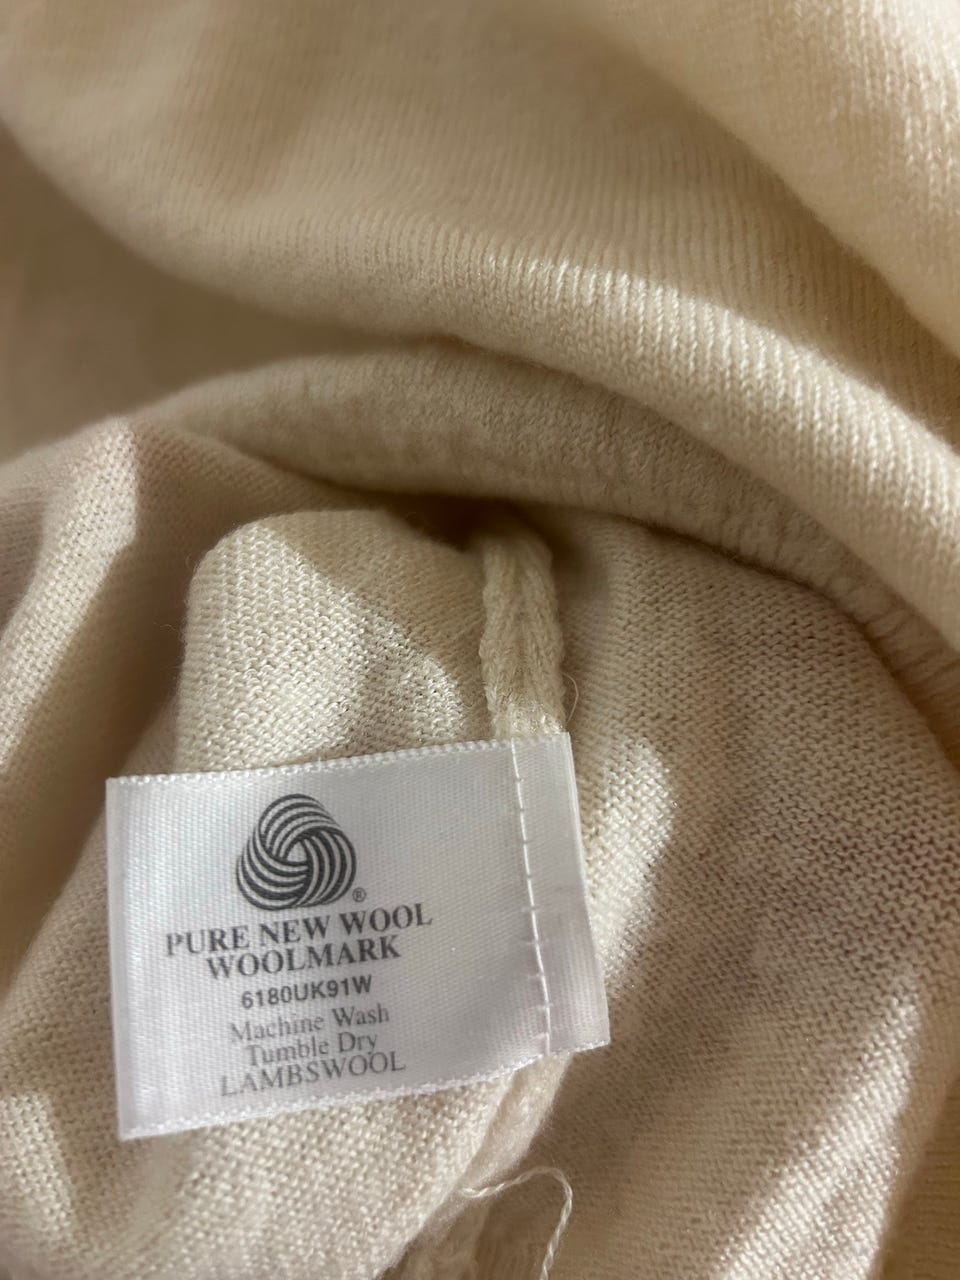 ®
PURE NEW WOOL
WOOLMARK
6180UK91W
Machine Wash
Tumble Dry
LAMBSWOOL